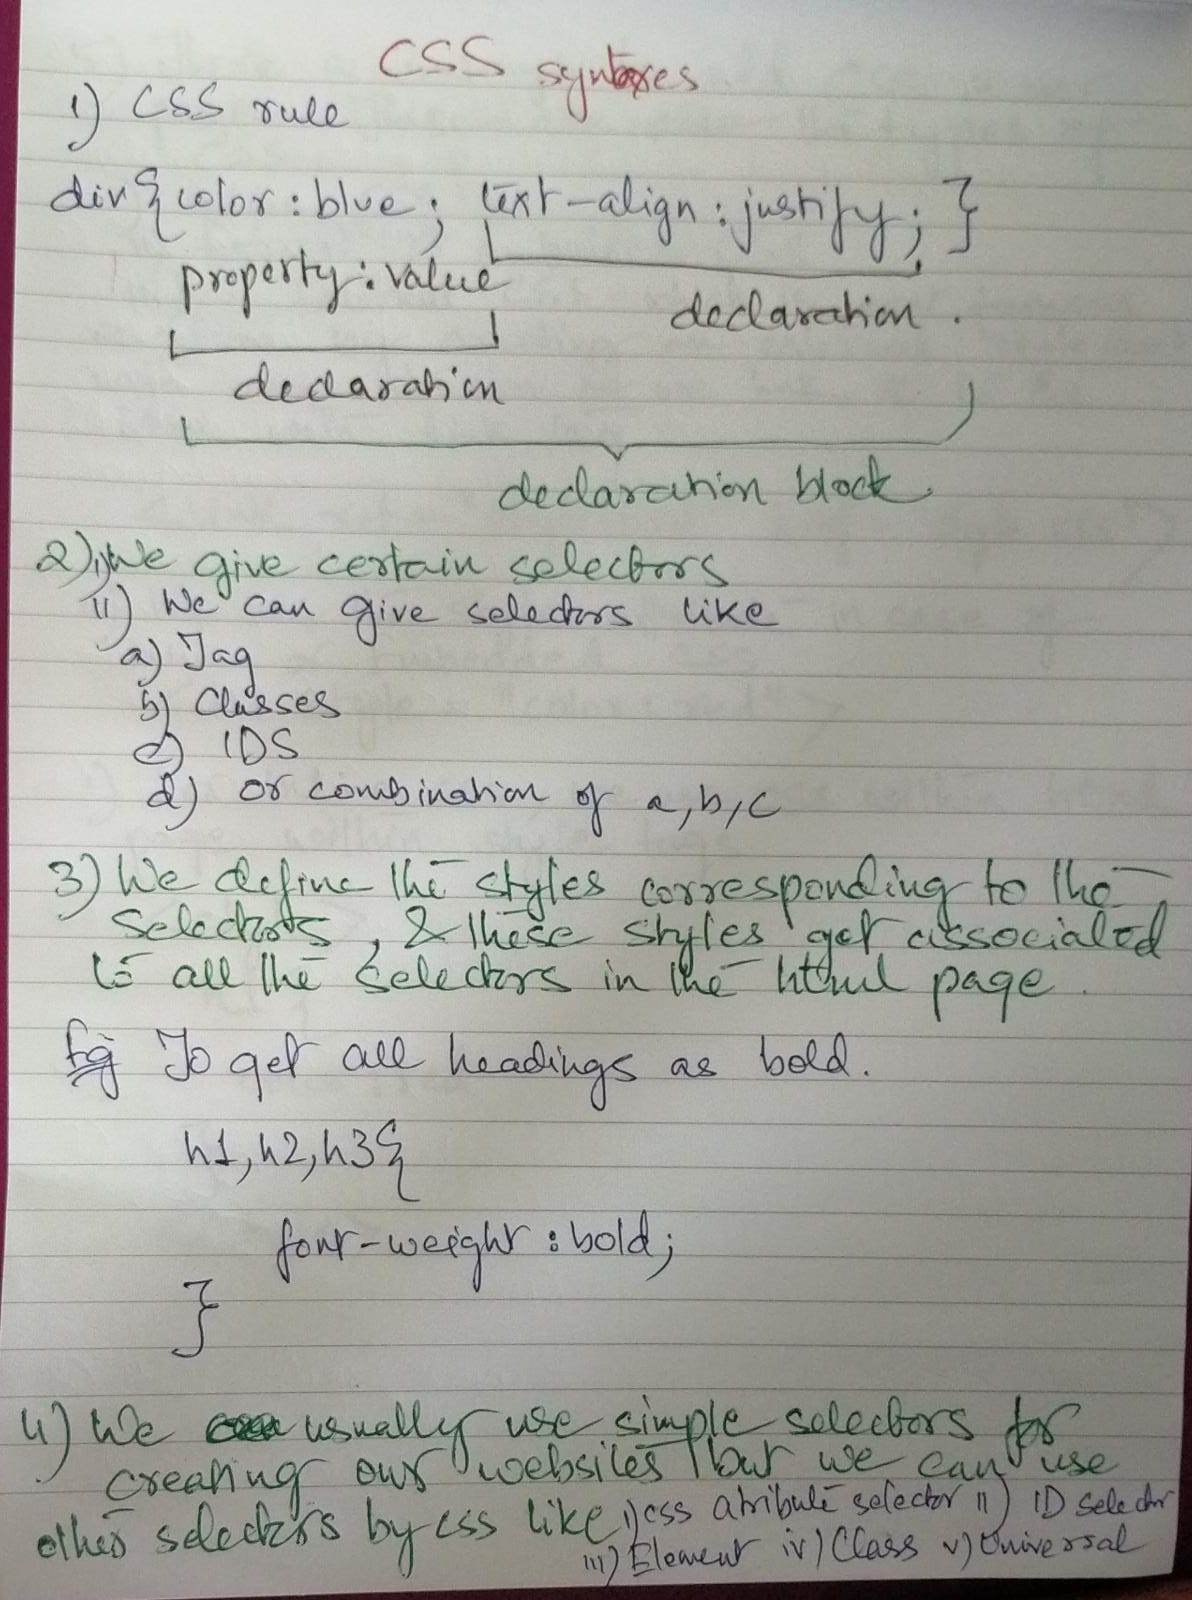 CSS syntaxes
1) CSS rule
div{color:blue; text-align:justify;}
property:value
declaration.
declaration
declaration block
2)i)We give certain selectors
ii) We can give selectors like
a) Tag
b) Classes
c) IDS
d) or combination of a,b,c
3) We define the styles corresponding to the
selectors, & these styles get associated
to all the selectors in the html page.
Eg To get all headings as bold.
h1,h2,h3{
font-weight:bold;
}
4) We usually use simple selectors for
creating our websites but we can use
other selectors by css like i)css atribute selector ii) ID selector
iii) Element iv) Class v) Universal